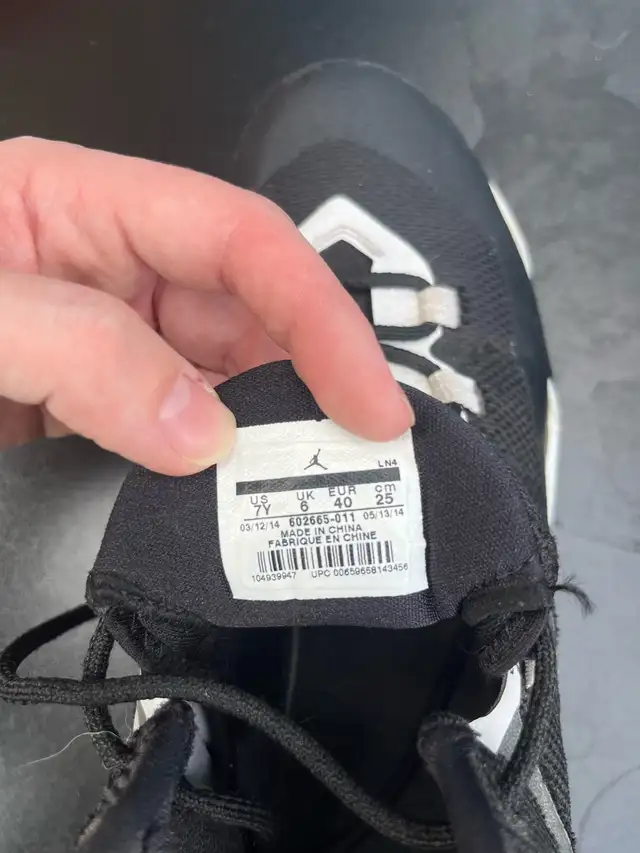 LN4
US UK EUR cm
7Y 6 40 25
03/12/14 602665-011 05/13/14
MADE IN CHINA
FABRIQUE EN CHINE
104939947 UPC 00659658143456